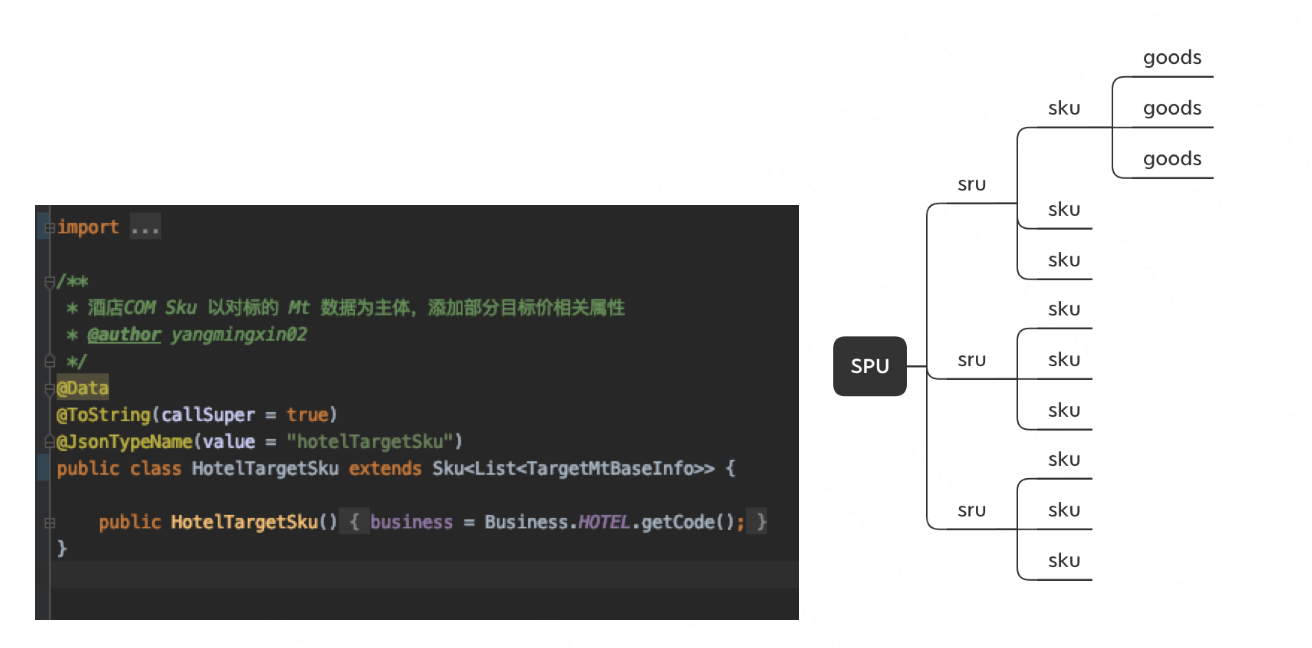 import ...
/**
* 酒店COM Sku 以对标的 Mt 数据为主体，添加部分目标价相关属性
* @author yangmingxin02
*/
@Data
@ToString(callSuper = true)
@JsonTypeName(value = "hotelTargetSku")
public class HotelTargetSku extends Sku<List<TargetMtBaseInfo>> {
public HotelTargetSku() { business = Business.HOTEL.getCode(); }
}
SPU
sru
sku
goods
goods
goods
sku
sku
sru
sku
sku
sku
sru
sku
sku
sku